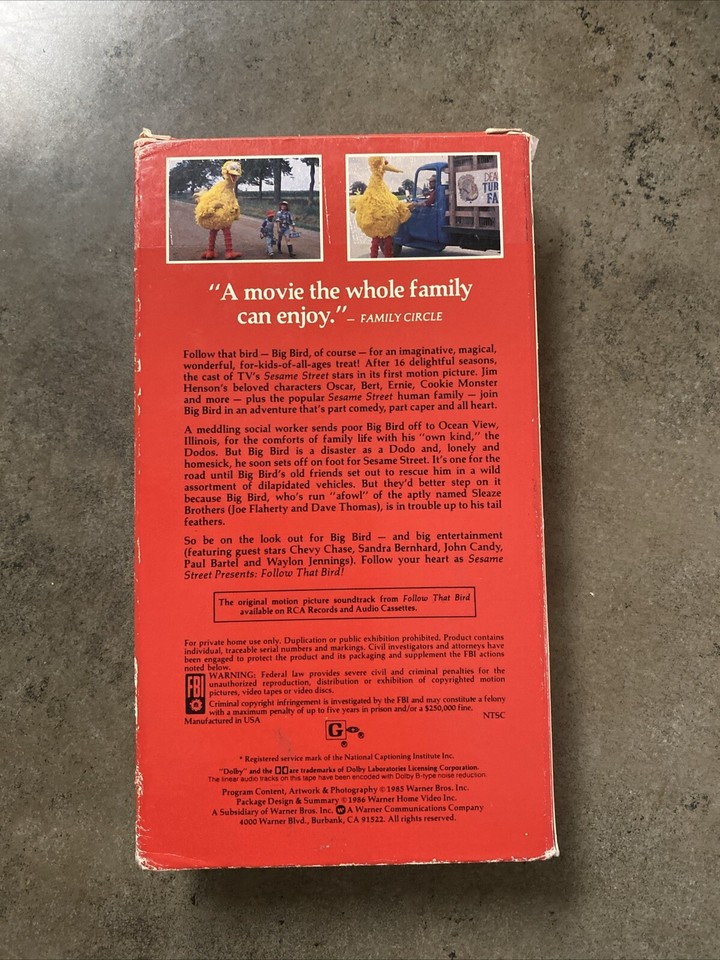 DEA
TUR
FA
"A movie the whole family
can enjoy."— FAMILY CIRCLE
Follow that bird — Big Bird, of course — for an imaginative, magical,
wonderful, for-kids-of-all-ages treat! After 16 delightful seasons,
the cast of TV's Sesame Street stars in its first motion picture. Jim
Henson's beloved characters Oscar, Bert, Ernie, Cookie Monster
and more — plus the popular Sesame Street human family — join
Big Bird in an adventure that's part comedy, part caper and all heart.
A meddling social worker sends poor Big Bird off to Ocean View,
Illinois, for the comforts of family life with his "own kind," the
Dodos. But Big Bird is a disaster as a Dodo and, lonely and
homesick, he soon sets off on foot for Sesame Street. It's one for the
road until Big Bird's old friends set out to rescue him in a wild
assortment of dilapidated vehicles. But they'd better step on it
because Big Bird, who's run "afowl" of the aptly named Sleaze
Brothers (Joe Flaherty and Dave Thomas), is in trouble up to his tail
feathers.
So be on the look out for Big Bird — and big entertainment
(featuring guest stars Chevy Chase, Sandra Bernhard, John Candy,
Paul Bartel and Waylon Jennings). Follow your heart as Sesame
Street Presents: Follow That Bird!
The original motion picture soundtrack from Follow That Bird
available on RCA Records and Audio Cassettes.
For private home use only. Duplication or public exhibition prohibited. Product contains
individual, traceable serial numbers and markings. Civil investigators and attorneys have
been engaged to protect the product and its packaging and supplement the FBI actions
noted below.
FBI
WARNING: Federal law provides severe civil and criminal penalties for the
unauthorized reproduction, distribution or exhibition of copyrighted motion
pictures, video tapes or video discs.
Criminal copyright infringement is investigated by the FBI and may constitute a felony
with a maximum penalty of up to five years in prison and/or a $250,000 fine.
Manufactured in USA NTSC
G ®
®
* Registered service mark of the National Captioning Institute Inc.
"Dolby" and the are trademarks of Dolby Laboratories Licensing Corporation.
The linear audio tracks on this tape have been encoded with Dolby B-type noise reduction.
Program Content, Artwork & Photography ©1985 Warner Bros. Inc.
Package Design & Summary ©1986 Warner Home Video Inc.
A Subsidiary of Warner Bros. Inc. A Warner Communications Company
4000 Warner Blvd., Burbank, CA 91522. All rights reserved.